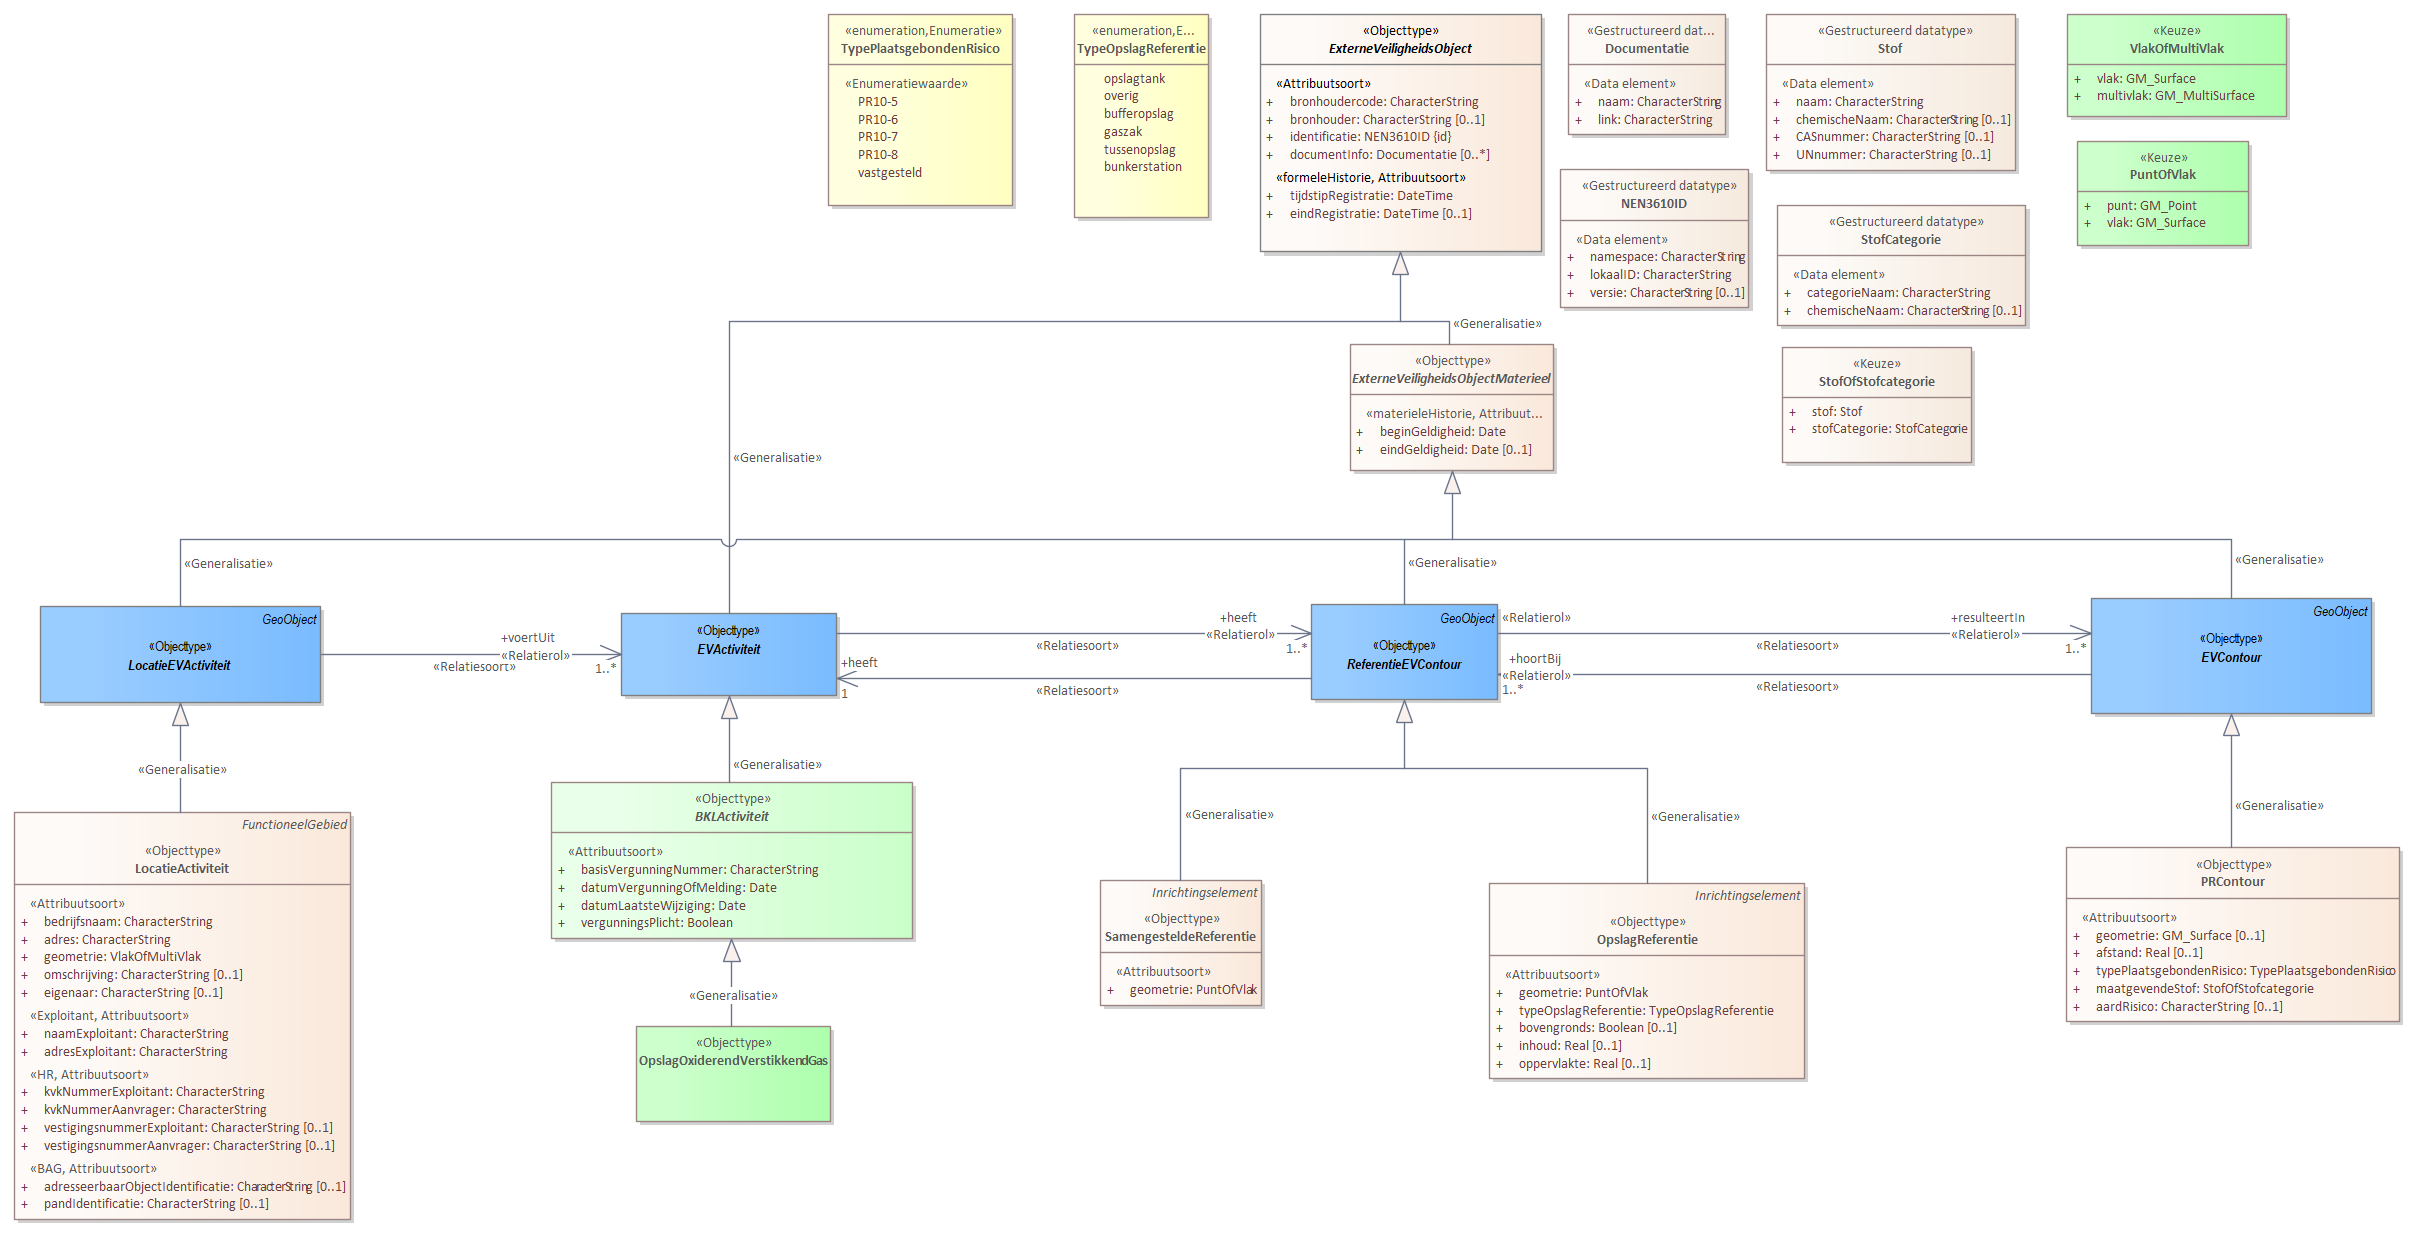 «enumeration,Enumeratie»
TypePlaatsgebondenRisico
«Enumeratiewaarde»
PR10-5
PR10-6
PR10-7
PR10-8
vastgesteld
«enumeration,E...
TypeOpslagReferentie
opslagtank
overig
bufferopslag
gaszak
tussenopslag
bunkerstation
«Objecttype»
ExterneVeiligheidsObject
«Attribuutsoort»
+ bronhoudercode: CharacterString
+ bronhouder: CharacterString [0..1]
+ identificatie: NEN3610ID {id}
+ documentInfo: Documentatie [0..*]
«formeleHistorie, Attribuutsoort»
+ tijdstipRegistratie: DateTime
+ eindRegistratie: DateTime [0..1]
«Gestructureerd dat...
Documentatie
«Data element»
+ naam: CharacterString
+ link: CharacterString
«Gestructureerd datatype»
Stof
«Data element»
+ naam: CharacterString
+ chemischeNaam: CharacterString [0..1]
+ CASnummer: CharacterString [0..1]
+ UNnummer: CharacterString [0..1]
«Keuze»
VlakOfMultiVlak
+ vlak: GM_Surface
+ multivlak: GM_MultiSurface
«Keuze»
PuntOfVlak
+ punt: GM_Point
+ vlak: GM_Surface
«Gestructureerd datatype»
NEN3610ID
«Data element»
+ namespace: CharacterString
+ lokaalID: CharacterString
+ versie: CharacterString [0..1]
«Gestructureerd datatype»
StofCategorie
«Data element»
+ categorieNaam: CharacterString
+ chemischeNaam: CharacterString [0..1]
«Keuze»
StofOfStofcategorie
+ stof: Stof
+ stofCategorie: StofCategorie
«Generalisatie»
«Objecttype»
ExterneVeiligheidsObjectMaterieel
«materieleHistorie, Attribuut...
+ beginGeldigheid: Date
+ eindGeldigheid: Date [0..1]
«Generalisatie»
«Generalisatie»
«Generalisatie»
«Generalisatie»
GeoObject
«Objecttype»
LocatieEVActiviteit
+voertUit
«Relatierol»
«Relatiesoort»
1..*
«Objecttype»
EVActiviteit
+heeft
«Relatierol»
«Relatiesoort»
1..*
+heeft
1
«Relatiesoort»
GeoObject
«Objecttype»
ReferentieEVContour
«Relatierol»
+resulteertIn
«Relatierol»
«Relatiesoort»
1..*
+hoortBij
«Relatierol»
1..*
«Relatiesoort»
GeoObject
«Objecttype»
EVContour
«Generalisatie»
«Generalisatie»
«Generalisatie»
«Generalisatie»
«Generalisatie»
FunctioneelGebied
«Objecttype»
LocatieActiviteit
«Attribuutsoort»
+ bedrijfsnaam: CharacterString
+ adres: CharacterString
+ geometrie: VlakOfMultiVlak
+ omschrijving: CharacterString [0..1]
+ eigenaar: CharacterString [0..1]
«Exploitant, Attribuutsoort»
+ naamExploitant: CharacterString
+ adresExploitant: CharacterString
«HR, Attribuutsoort»
+ kvkNummerExploitant: CharacterString
+ kvkNummerAanvrager: CharacterString
+ vestigingsnummerExploitant: CharacterString [0..1]
+ vestigingsnummerAanvrager: CharacterString [0..1]
«BAG, Attribuutsoort»
+ adresseerbaarObjectIdentificatie: CharacterString [0..1]
+ pandIdentificatie: CharacterString [0..1]
«Objecttype»
BKLActiviteit
«Attribuutsoort»
+ basisVergunningNummer: CharacterString
+ datumVergunningOfMelding: Date
+ datumLaatsteWijziging: Date
+ vergunningsPlicht: Boolean
«Generalisatie»
«Objecttype»
OpslagOxiderendVerstikkendGas
Inrichtingselement
«Objecttype»
SamengesteldeReferentie
«Attribuutsoort»
+ geometrie: PuntOfVlak
Inrichtingselement
«Objecttype»
OpslagReferentie
«Attribuutsoort»
+ geometrie: PuntOfVlak
+ typeOpslagReferentie: TypeOpslagReferentie
+ bovengronds: Boolean [0..1]
+ inhoud: Real [0..1]
+ oppervlakte: Real [0..1]
«Objecttype»
PRContour
«Attribuutsoort»
+ geometrie: GM_Surface [0..1]
+ afstand: Real [0..1]
+ typePlaatsgebondenRisico: TypePlaatsgebondenRisico
+ maatgevendeStof: StofOfStofcategorie
+ aardRisico: CharacterString [0..1]